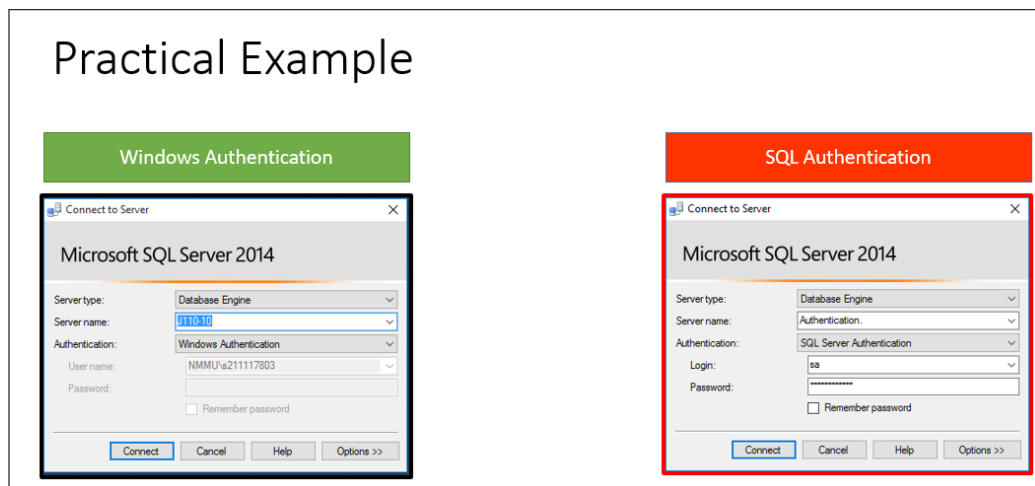 Practical Example
Windows Authentication
Connect to Server
Microsoft SQL Server 2014
Server type: Database Engine
Server name: J110-10
Authentication: Windows Authentication
User name: NMMU\s211117803
Password:
Remember password
Connect Cancel Help Options >>
SQL Authentication
Connect to Server
Microsoft SQL Server 2014
Server type: Database Engine
Server name: Authentication.
Authentication: SQL Server Authentication
Login: sa
Password: ************
Remember password
Connect Cancel Help Options >>